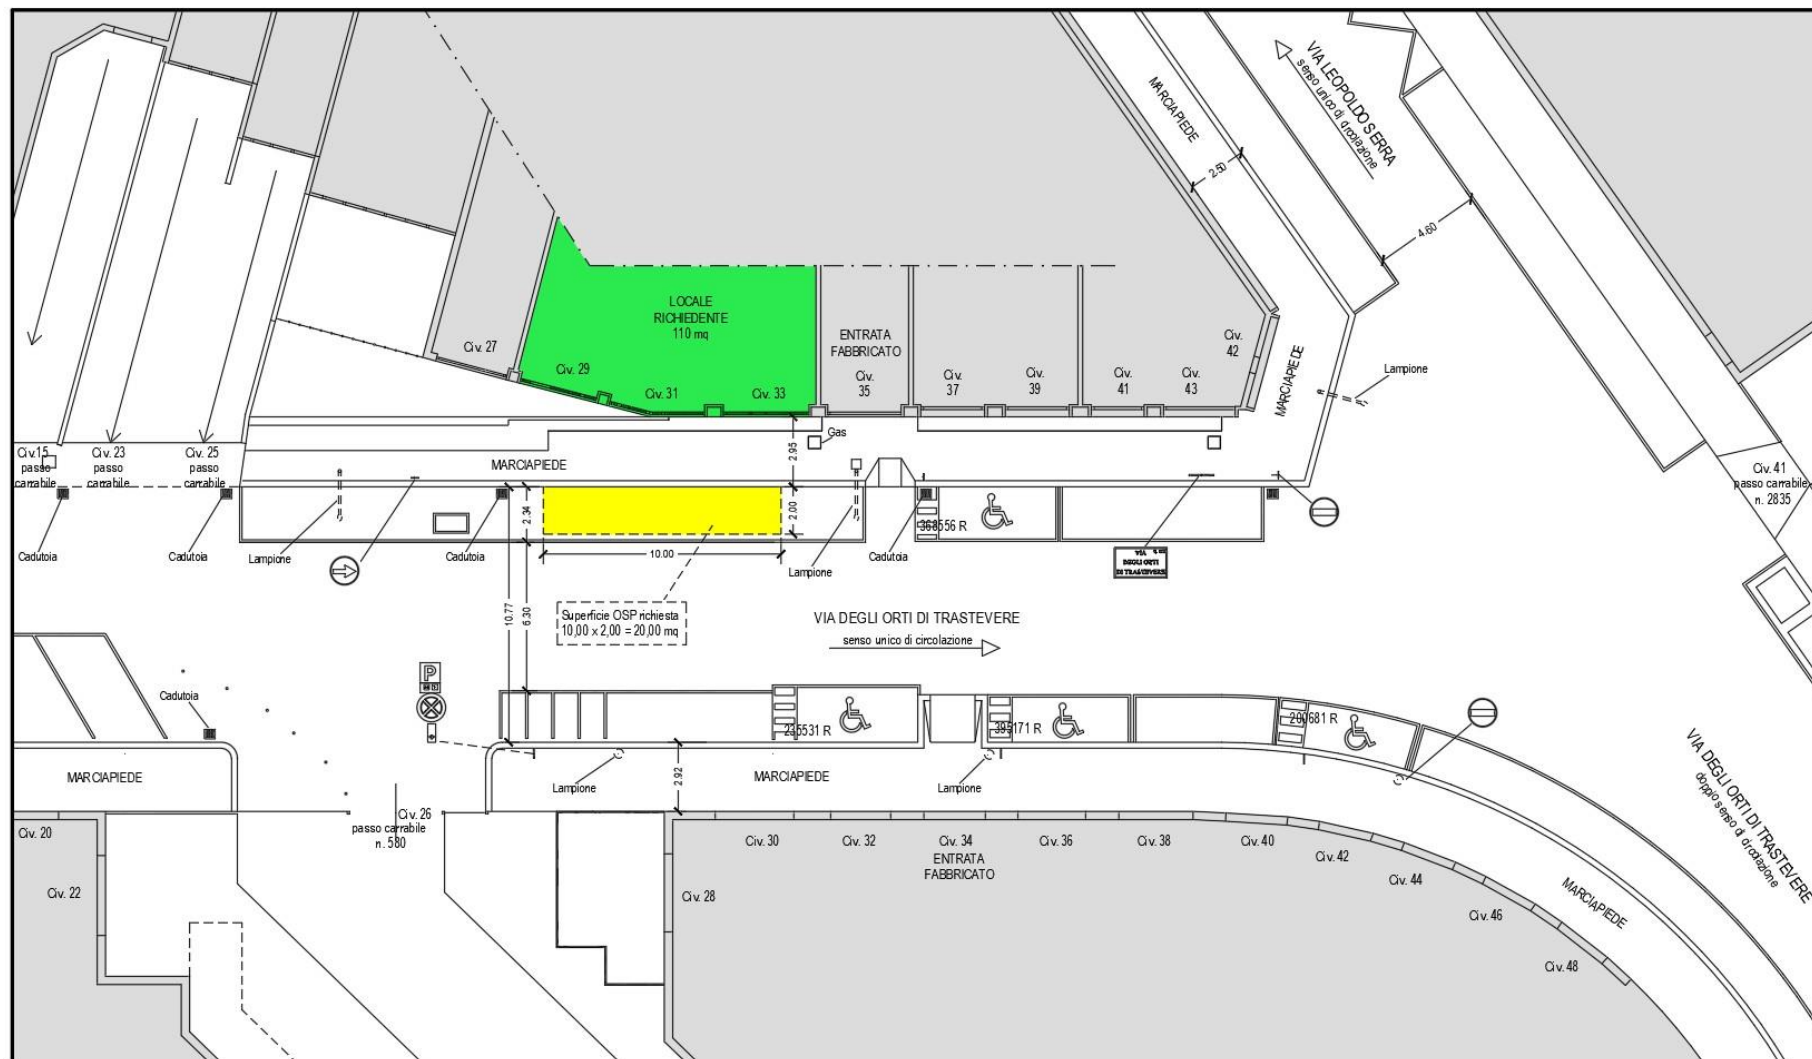 VIA LEOPOLDO SERRA
senso unico di circolazione
MARCIAPIEDE
2.50
4.60
LOCALE
RICHIEDENTE
110 mq
ENTRATA
FABBRICATO
Civ. 27
Civ. 29
Civ. 31
Civ. 33
Civ.
35
Civ.
37
Civ.
39
Civ.
41
Civ.
43
Civ.
42
MARCIAPIEDE
Lampione
Civ.15
passo
carrabile
Civ. 23
passo
carrabile
Civ. 25
passo
carrabile
MARCIAPIEDE
2.95
Gas
Civ. 41
passo carrabile
n. 2835
Cadutoia
Cadutoia
Lampione
Cadutoia
2.34
2.00
10.00
Lampione
Cadutoia
368556 R
VIA
DEGLI ORTI
DI TRASTEVERE
10.77
6.30
Superficie OSP richiesta
10,00 x 2,00 = 20,00 mq
VIA DEGLI ORTI DI TRASTEVERE
senso unico di circolazione
P
Cadutoia
235531 R
395171 R
200681 R
MARCIAPIEDE
Lampione
2.92
MARCIAPIEDE
Lampione
VIA DEGLI ORTI DI TRASTEVERE
doppio senso di circolazione
Civ. 20
Civ. 22
Civ. 26
passo carrabile
n. 580
Civ. 28
Civ. 30
Civ. 32
Civ. 34
ENTRATA
FABBRICATO
Civ. 36
Civ. 38
Civ. 40
Civ. 42
Civ. 44
Civ. 46
Civ. 48
MARCIAPIEDE